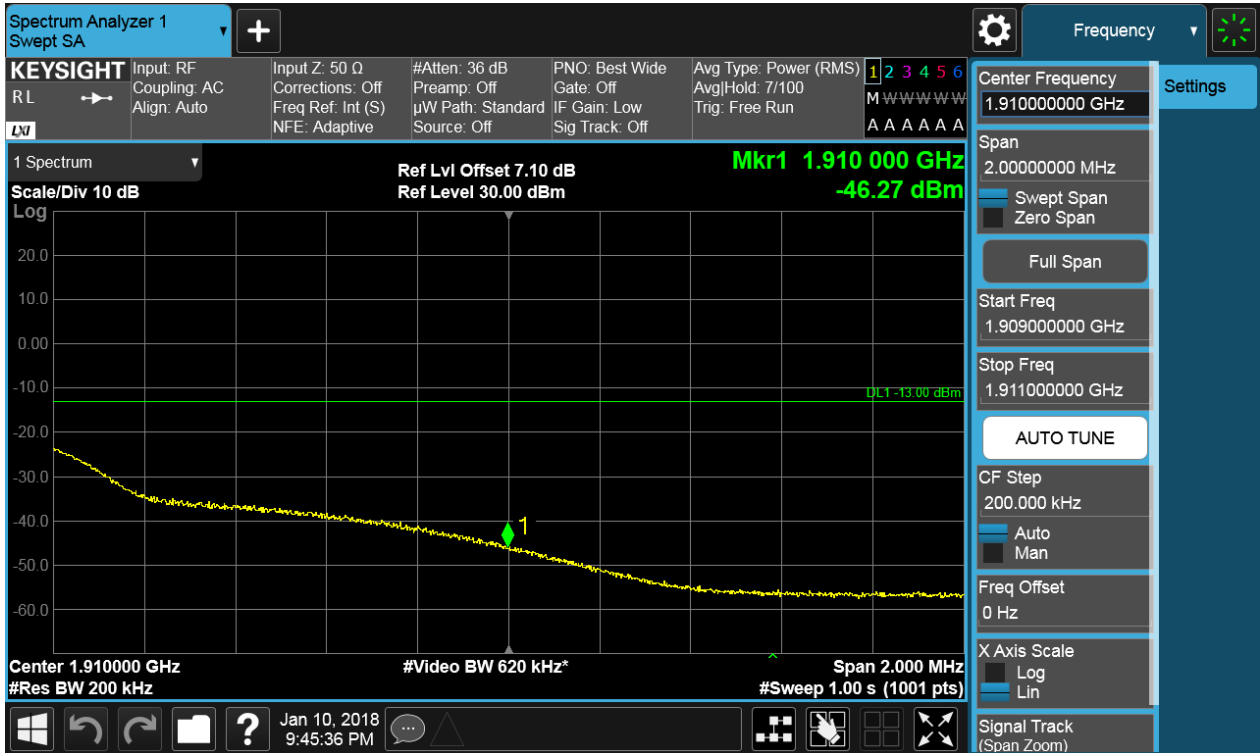 Spectrum Analyzer 1
Swept SA
Frequency
KEYSIGHT
RL
LXI
Input: RF
Coupling: AC
Align: Auto
Input Z: 50 Ω
Corrections: Off
Freq Ref: Int (S)
NFE: Adaptive
#Atten: 36 dB
Preamp: Off
µW Path: Standard
Source: Off
PNO: Best Wide
Gate: Off
IF Gain: Low
Sig Track: Off
Avg Type: Power (RMS)
Avg|Hold: 7/100
Trig: Free Run
1 2 3 4 5 6
M W W W W W
A A A A A A
1 Spectrum
Scale/Div 10 dB
Log
Ref Lvl Offset 7.10 dB
Ref Level 30.00 dBm
Mkr1 1.910 000 GHz
-46.27 dBm
20.0
10.0
0.00
-10.0
-20.0
-30.0
-40.0
-50.0
-60.0
DL1 -13.00 dBm
1
Center 1.910000 GHz
#Res BW 200 kHz
#Video BW 620 kHz*
Span 2.000 MHz
#Sweep 1.00 s (1001 pts)
Center Frequency
1.910000000 GHz
Span
2.00000000 MHz
Swept Span
Zero Span
Full Span
Start Freq
1.909000000 GHz
Stop Freq
1.911000000 GHz
AUTO TUNE
CF Step
200.000 kHz
Auto
Man
Freq Offset
0 Hz
X Axis Scale
Log
Lin
Signal Track
(Span Zoom)
Settings
?
Jan 10, 2018
9:45:36 PM